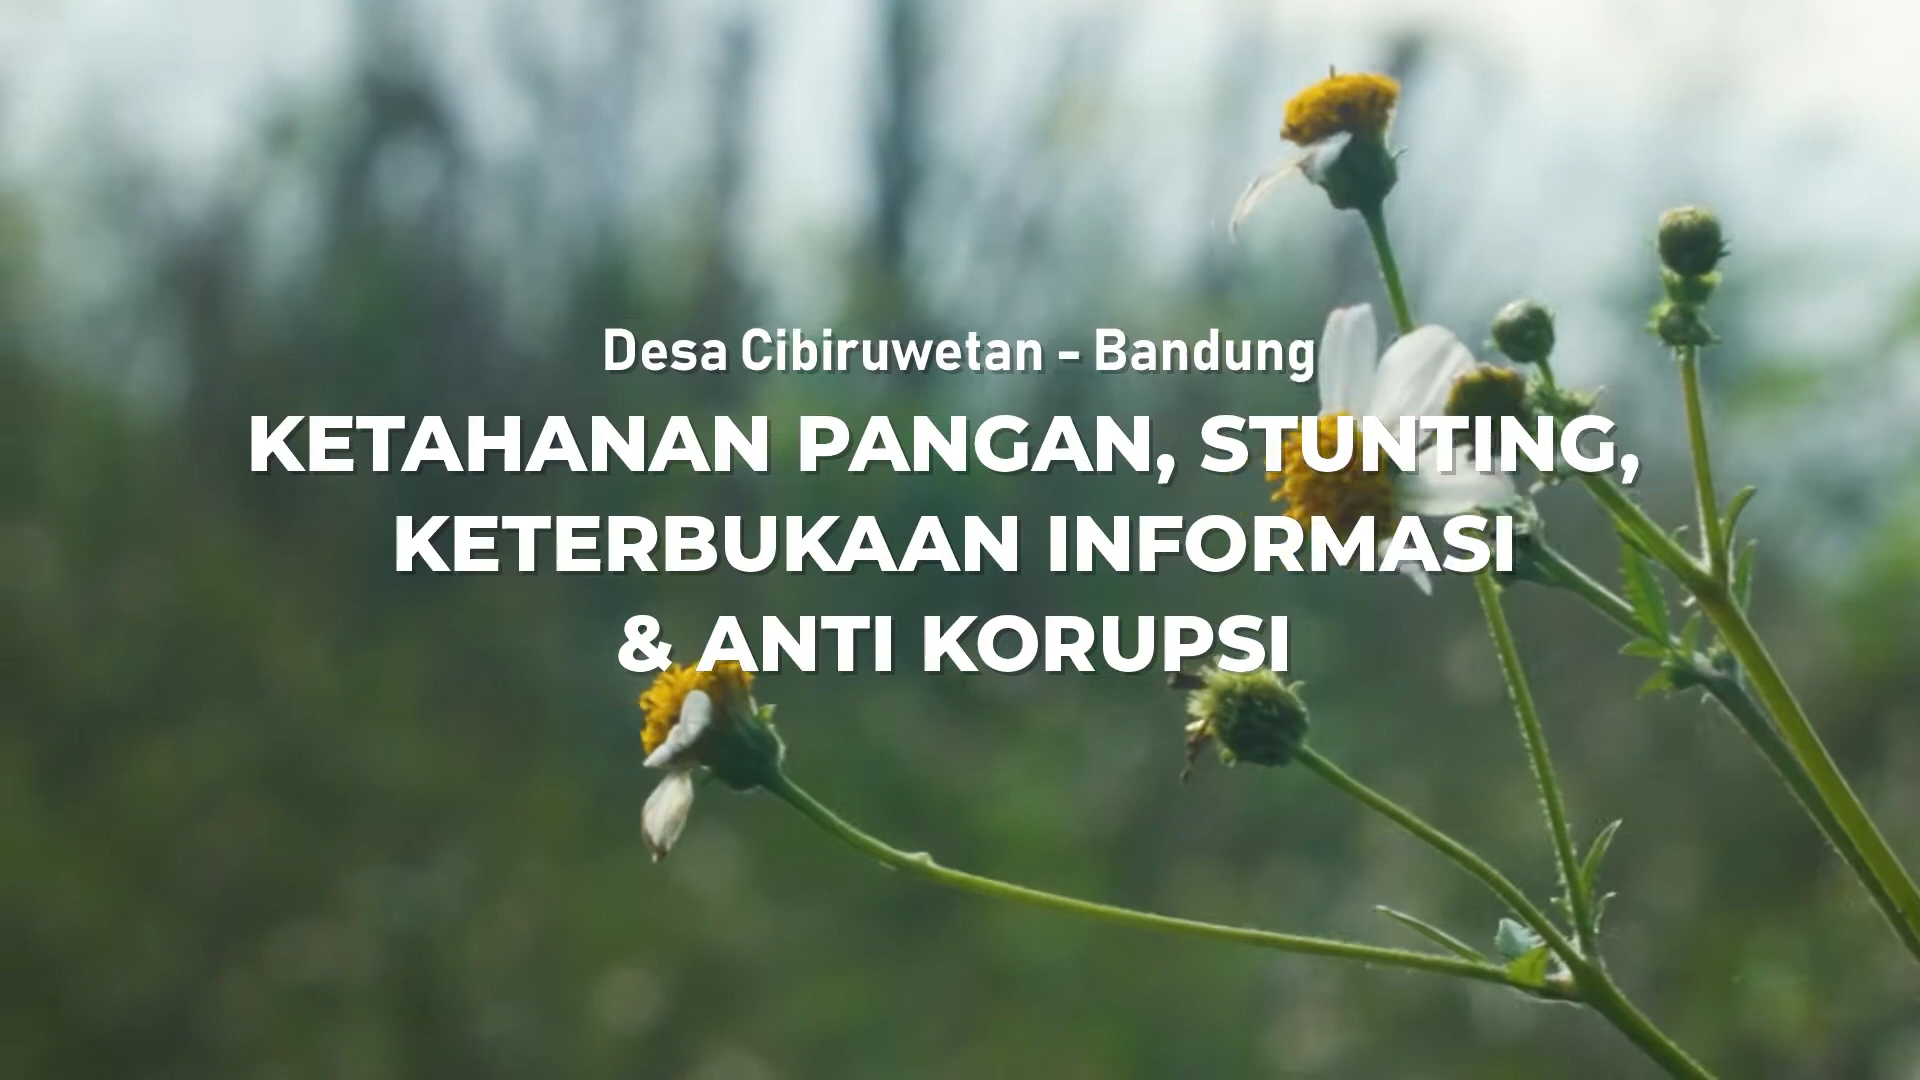 Desa Cibiruwetan - Bandung
KETAHANAN PANGAN, STUNTING,
KETERBUKAAN INFORMASI
& ANTI KORUPSI